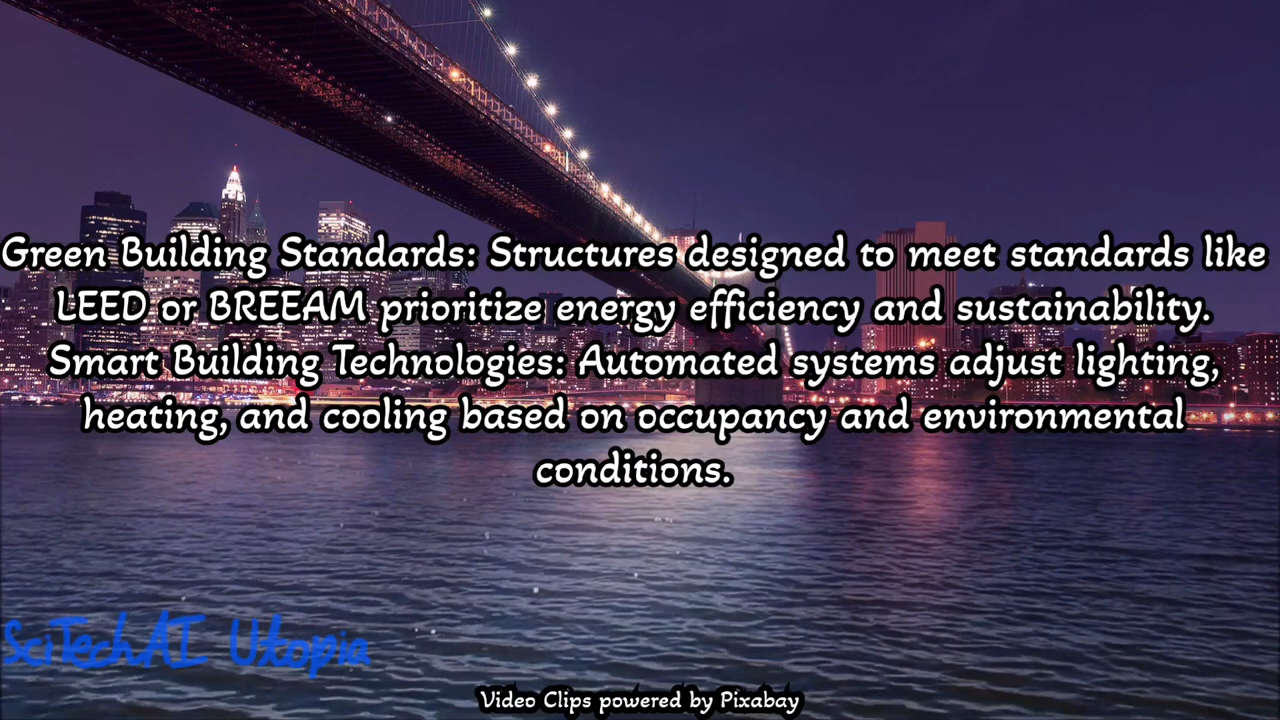 Green Building Standards: Structures designed to meet standards like
LEED or BREEAM prioritize energy efficiency and sustainability.
Smart Building Technologies: Automated systems adjust lighting,
heating, and cooling based on occupancy and environmental
conditions.
SciTechAI Utopia
Video Clips powered by Pixabay